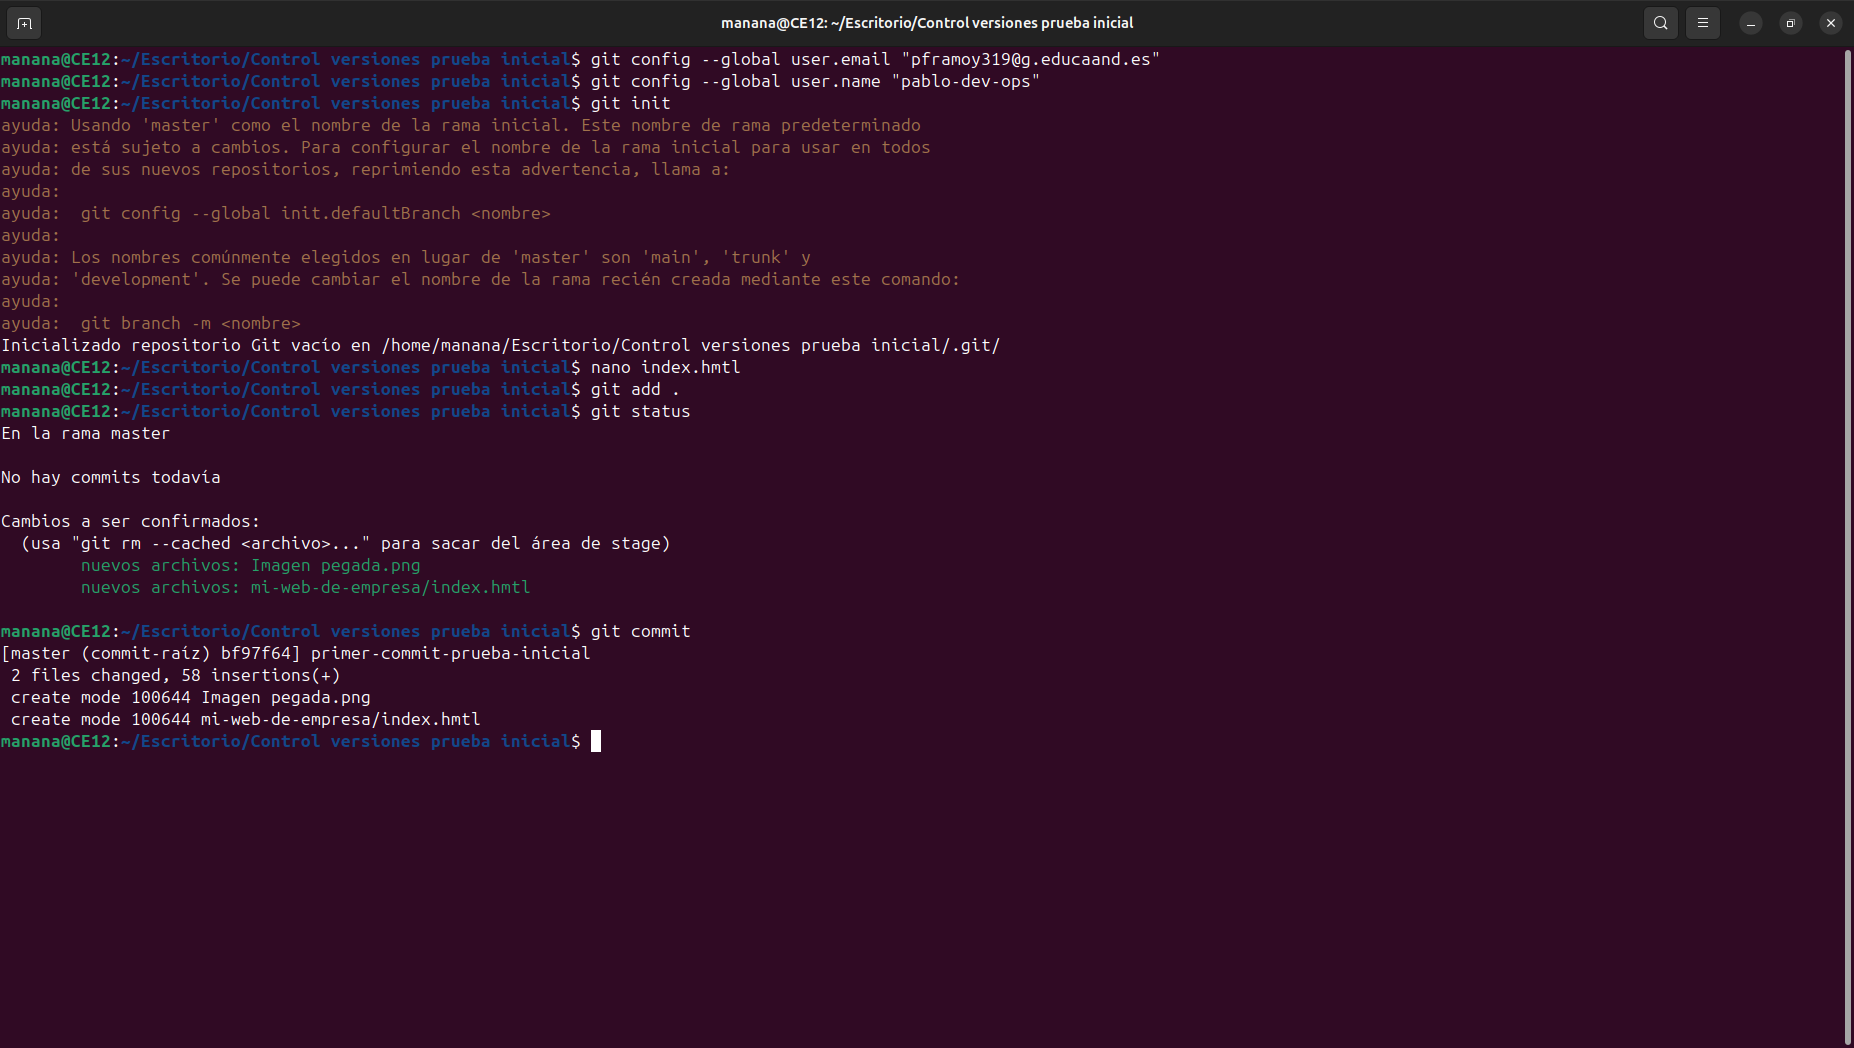 manana@CE12: ~/Escritorio/Control versiones prueba inicial
manana@CE12:~/Escritorio/Control versiones prueba inicial$ git config --global user.email "pframoy319@g.educaand.es"
manana@CE12:~/Escritorio/Control versiones prueba inicial$ git config --global user.name "pablo-dev-ops"
manana@CE12:~/Escritorio/Control versiones prueba inicial$ git init
ayuda: Usando 'master' como el nombre de la rama inicial. Este nombre de rama predeterminado
ayuda: está sujeto a cambios. Para configurar el nombre de la rama inicial para usar en todos
ayuda: de sus nuevos repositorios, reprimiendo esta advertencia, llama a:
ayuda:
ayuda:  git config --global init.defaultBranch <nombre>
ayuda:
ayuda: Los nombres comúnmente elegidos en lugar de 'master' son 'main', 'trunk' y
ayuda: 'development'. Se puede cambiar el nombre de la rama recién creada mediante este comando:
ayuda:
ayuda:  git branch -m <nombre>
Inicializado repositorio Git vacío en /home/manana/Escritorio/Control versiones prueba inicial/.git/
manana@CE12:~/Escritorio/Control versiones prueba inicial$ nano index.hmtl
manana@CE12:~/Escritorio/Control versiones prueba inicial$ git add .
manana@CE12:~/Escritorio/Control versiones prueba inicial$ git status
En la rama master
No hay commits todavía
Cambios a ser confirmados:
  (usa "git rm --cached <archivo>..." para sacar del área de stage)
        nuevos archivos: Imagen pegada.png
        nuevos archivos: mi-web-de-empresa/index.hmtl
manana@CE12:~/Escritorio/Control versiones prueba inicial$ git commit
[master (commit-raíz) bf97f64] primer-commit-prueba-inicial
 2 files changed, 58 insertions(+)
 create mode 100644 Imagen pegada.png
 create mode 100644 mi-web-de-empresa/index.hmtl
manana@CE12:~/Escritorio/Control versiones prueba inicial$